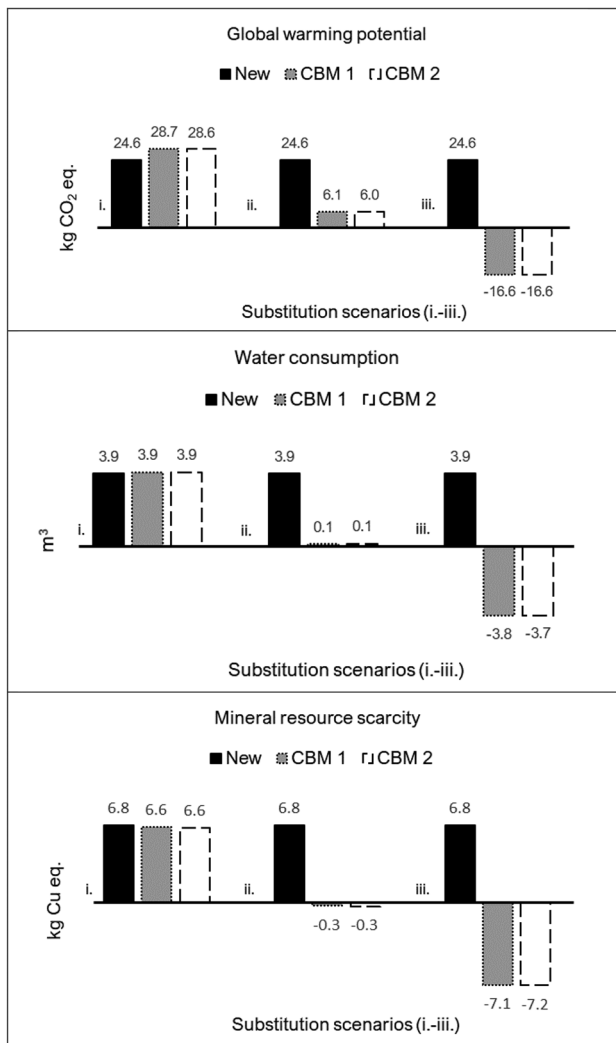 Global warming potential
New CBM 1 CBM 2
24.6 28.7 28.6 24.6 6.1 6.0 24.6
i. ii. iii.
kg CO₂ eq.
-16.6 -16.6
Substitution scenarios (i.-iii.)
Water consumption
New CBM 1 CBM 2
3.9 3.9 3.9 3.9 0.1 0.1 3.9
i. ii. iii.
m³
-3.8 -3.7
Substitution scenarios (i.-iii.)
Mineral resource scarcity
New CBM 1 CBM 2
6.8 6.6 6.6 6.8 6.8
i. ii. iii.
kg Cu eq.
-0.3 -0.3
-7.1 -7.2
Substitution scenarios (i.-iii.)